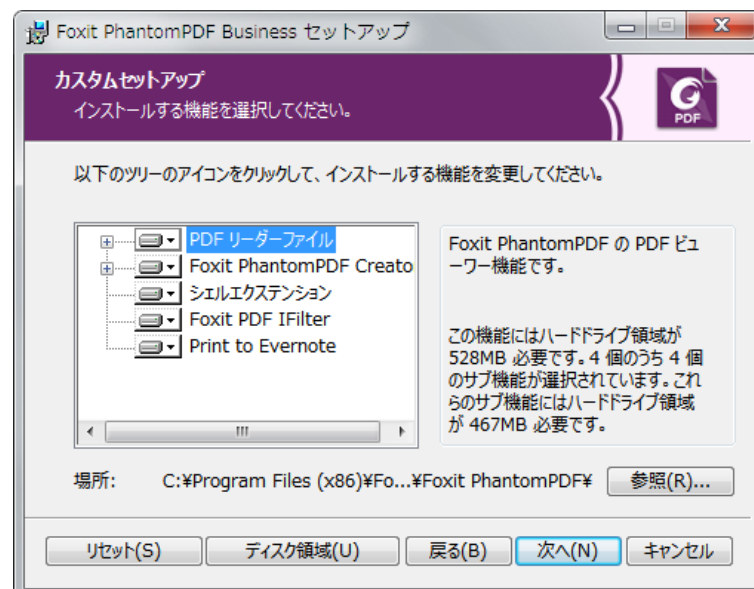 Foxit PhantomPDF Business セットアップ
カスタムセットアップ
インストールする機能を選択してください。
PDF
以下のツリーのアイコンをクリックして、インストールする機能を変更してください。
PDF リーダーファイル
Foxit PhantomPDF Creato
シェルエクステンション
Foxit PDF IFilter
Print to Evernote
Foxit PhantomPDF の PDF ビュ
ーワー機能です。
この機能にはハードドライブ領域が
528MB 必要です。4 個のうち 4 個
のサブ機能が選択されています。これ
らのサブ機能にはハードドライブ領域
が 467MB 必要です。
場所: C:¥Program Files (x86)¥Fo...¥Foxit PhantomPDF¥ 参照(R)...
リセット(S) ディスク領域(U) 戻る(B) 次へ(N) キャンセル